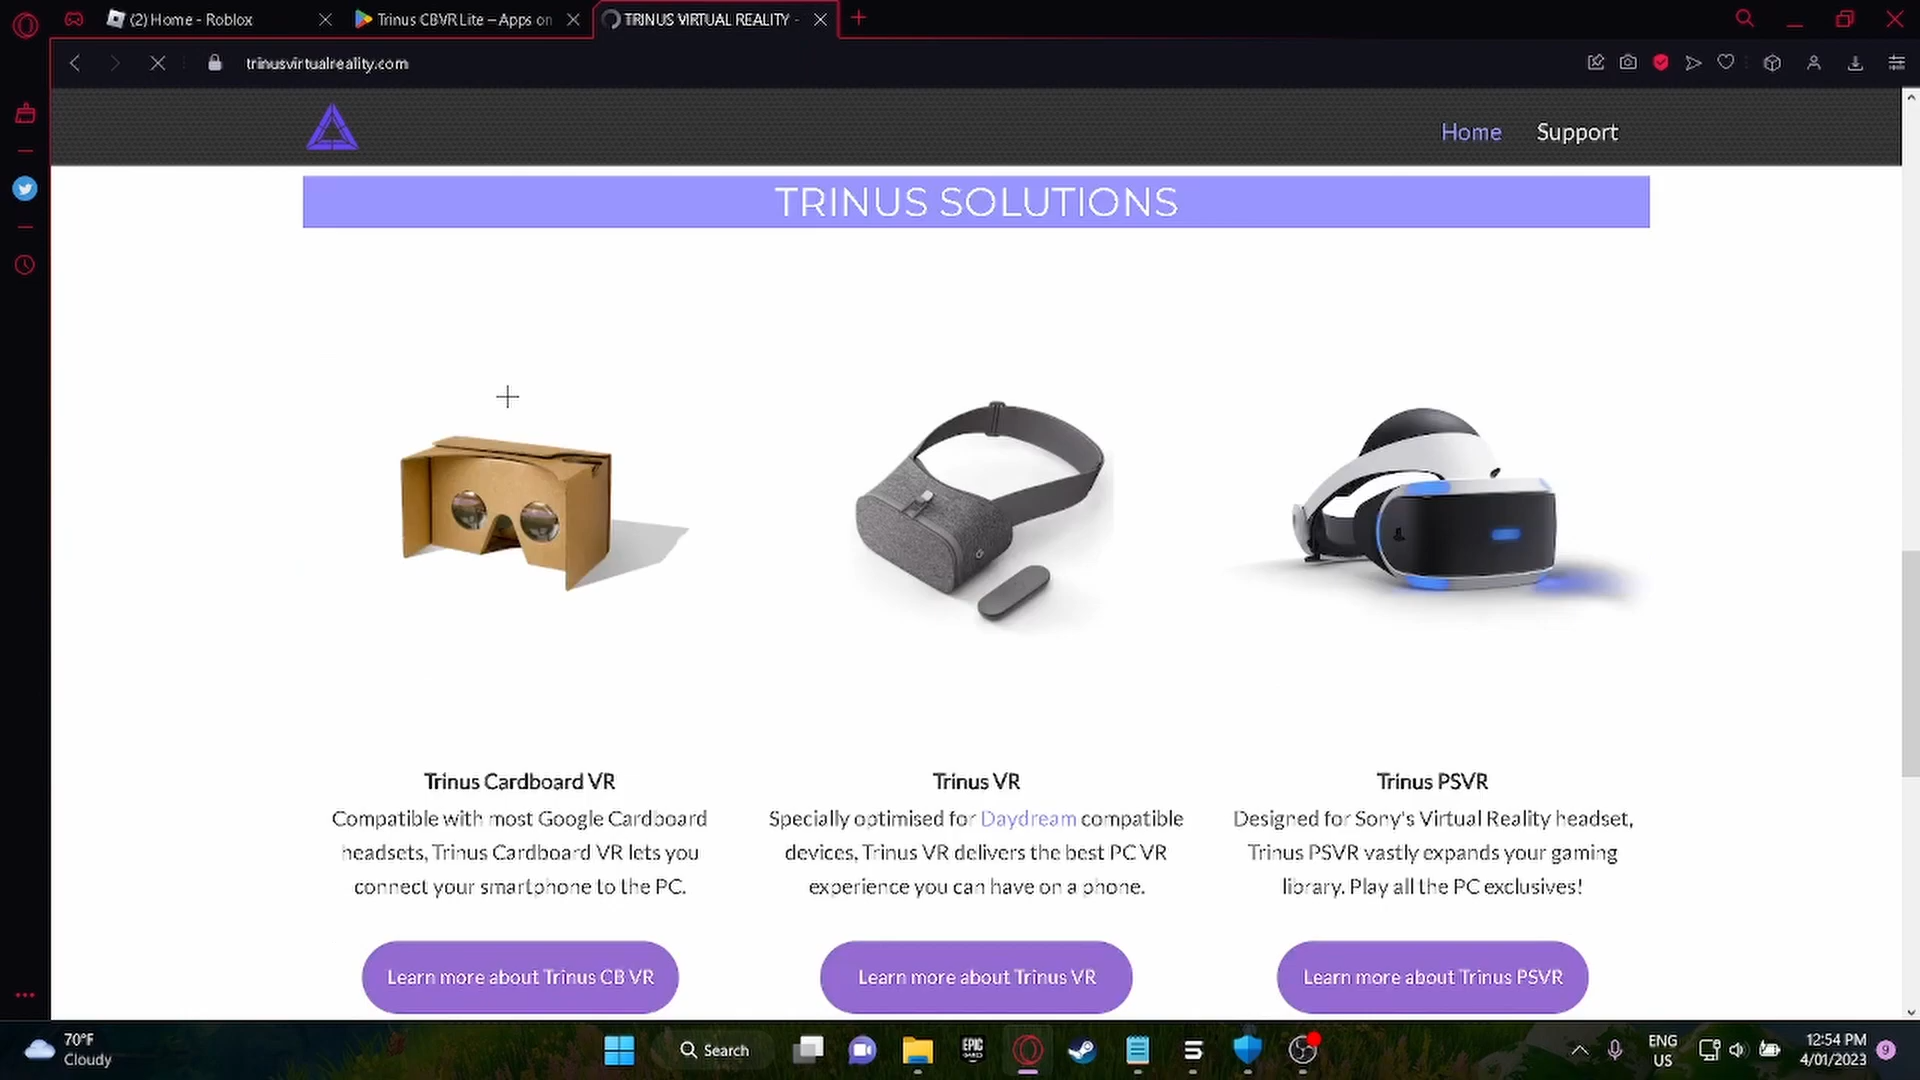 (2) Home - Roblox
Trinus CBVR Lite – Apps on
TRINUS VIRTUAL REALITY -
trinusvirtualreality.com
Home
Support
TRINUS SOLUTIONS
Trinus Cardboard VR
Compatible with most Google Cardboard
headsets, Trinus Cardboard VR lets you
connect your smartphone to the PC.
Learn more about Trinus CB VR
Trinus VR
Specially optimised for Daydream compatible
devices, Trinus VR delivers the best PC VR
experience you can have on a phone.
Learn more about Trinus VR
Trinus PSVR
Designed for Sony's Virtual Reality headset,
Trinus PSVR vastly expands your gaming
library. Play all the PC exclusives!
Learn more about Trinus PSVR
70°F
Cloudy
Search
EPIC
GAMES
S
ENG
US
12:54 PM
4/01/2023
9